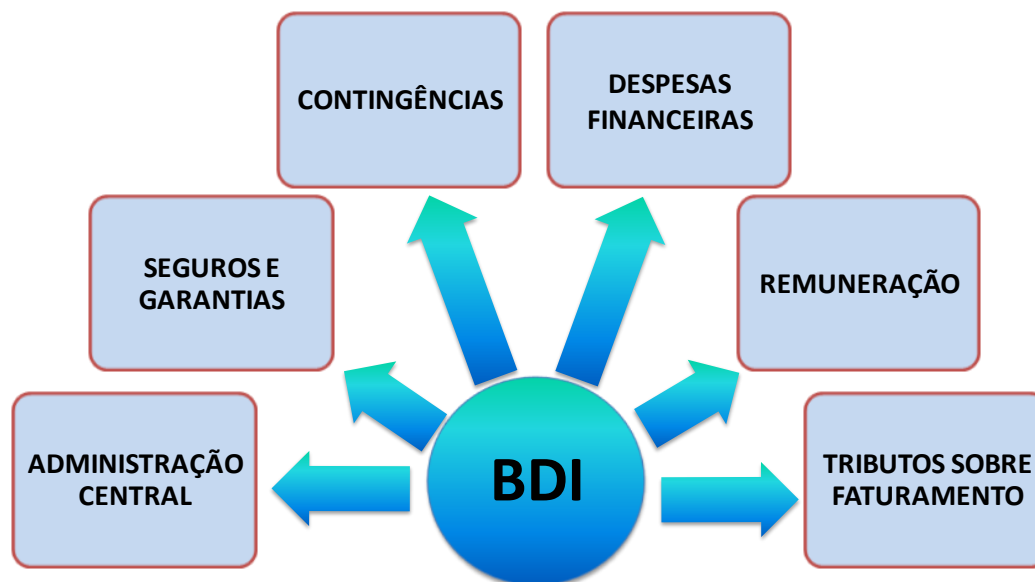 CONTINGÊNCIAS
DESPESAS
FINANCEIRAS
SEGUROS E
GARANTIAS
REMUNERAÇÃO
ADMINISTRAÇÃO
CENTRAL
BDI
TRIBUTOS SOBRE
FATURAMENTO